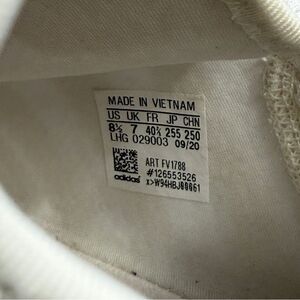 MADE IN VIETNAM
US UK FR JP CHN
8½ 7 40⅔ 255 250
LHG 029003 09/20
ART FV1788
#126553526
adidas
x>W94HBJ00061